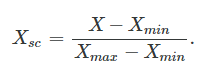 X_{sc} = \frac{X - X_{min}}{X_{max} - X_{min}}.